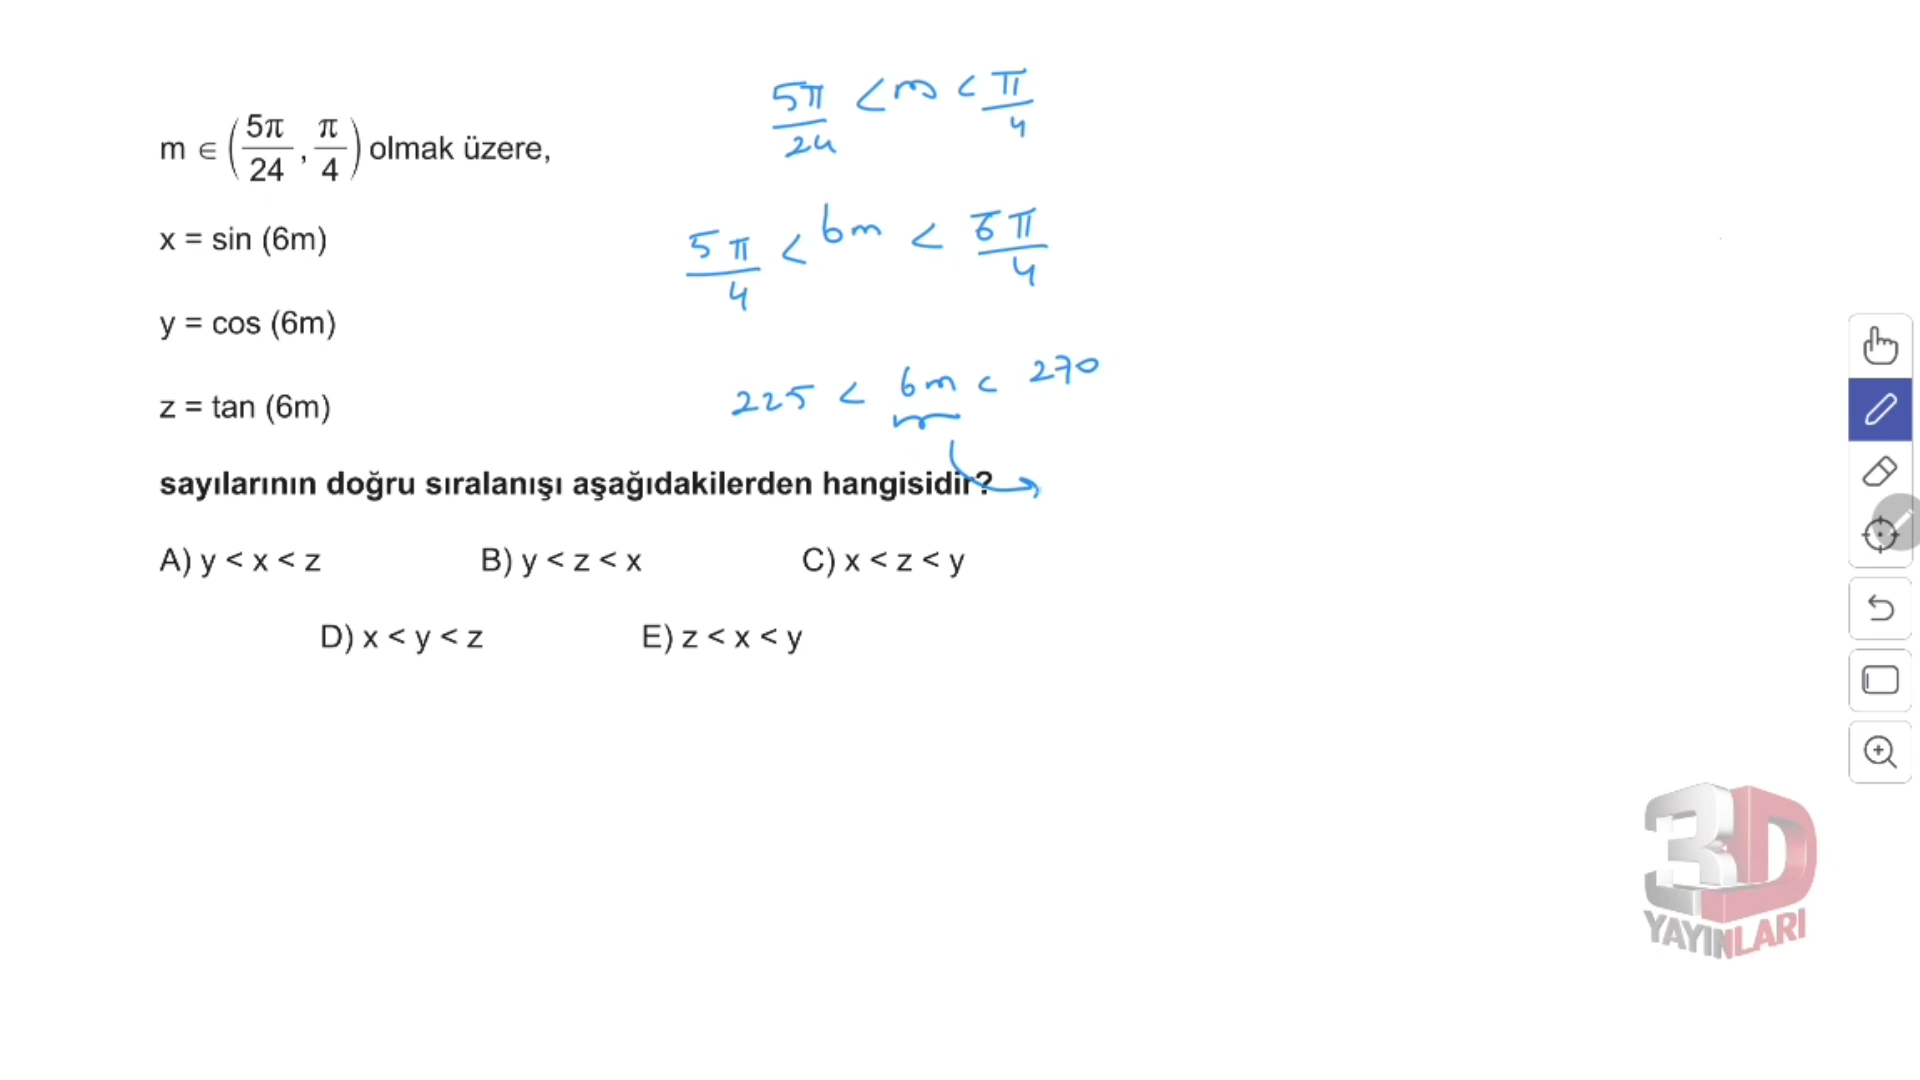 m ∈ (5π/24, π/4) olmak üzere,
x = sin (6m)
y = cos (6m)
z = tan (6m)
sayılarının doğru sıralanışı aşağıdakilerden hangisidir?
A) y < x < z
B) y < z < x
C) x < z < y
D) x < y < z
E) z < x < y
5π/24 < m < π/4
5π/4 < 6m < 6π/4
225 < 6m < 270
3D
YAYINLARI